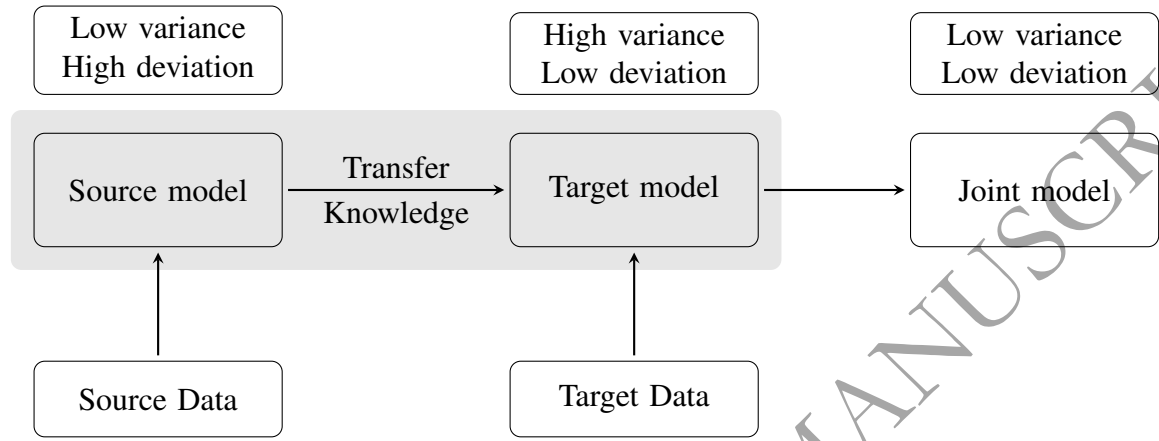 Low variance
High deviation
High variance
Low deviation
Low variance
Low deviation
Source model
Transfer
Knowledge
Target model
Joint model
Source Data
Target Data
MANUSCRI